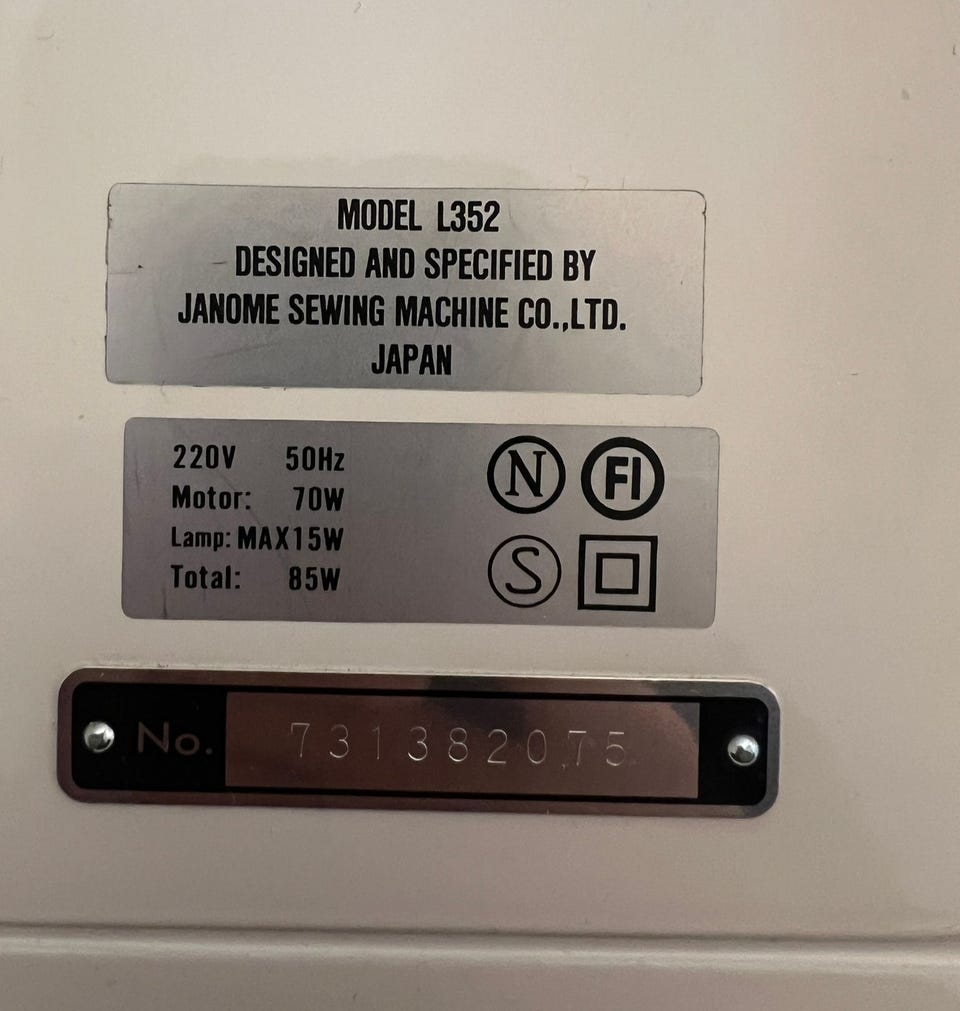 MODEL L352
DESIGNED AND SPECIFIED BY
JANOME SEWING MACHINE CO.,LTD.
JAPAN
220V 50Hz
Motor: 70W
Lamp: MAX15W
Total: 85W
N FI
S
No. 731382075